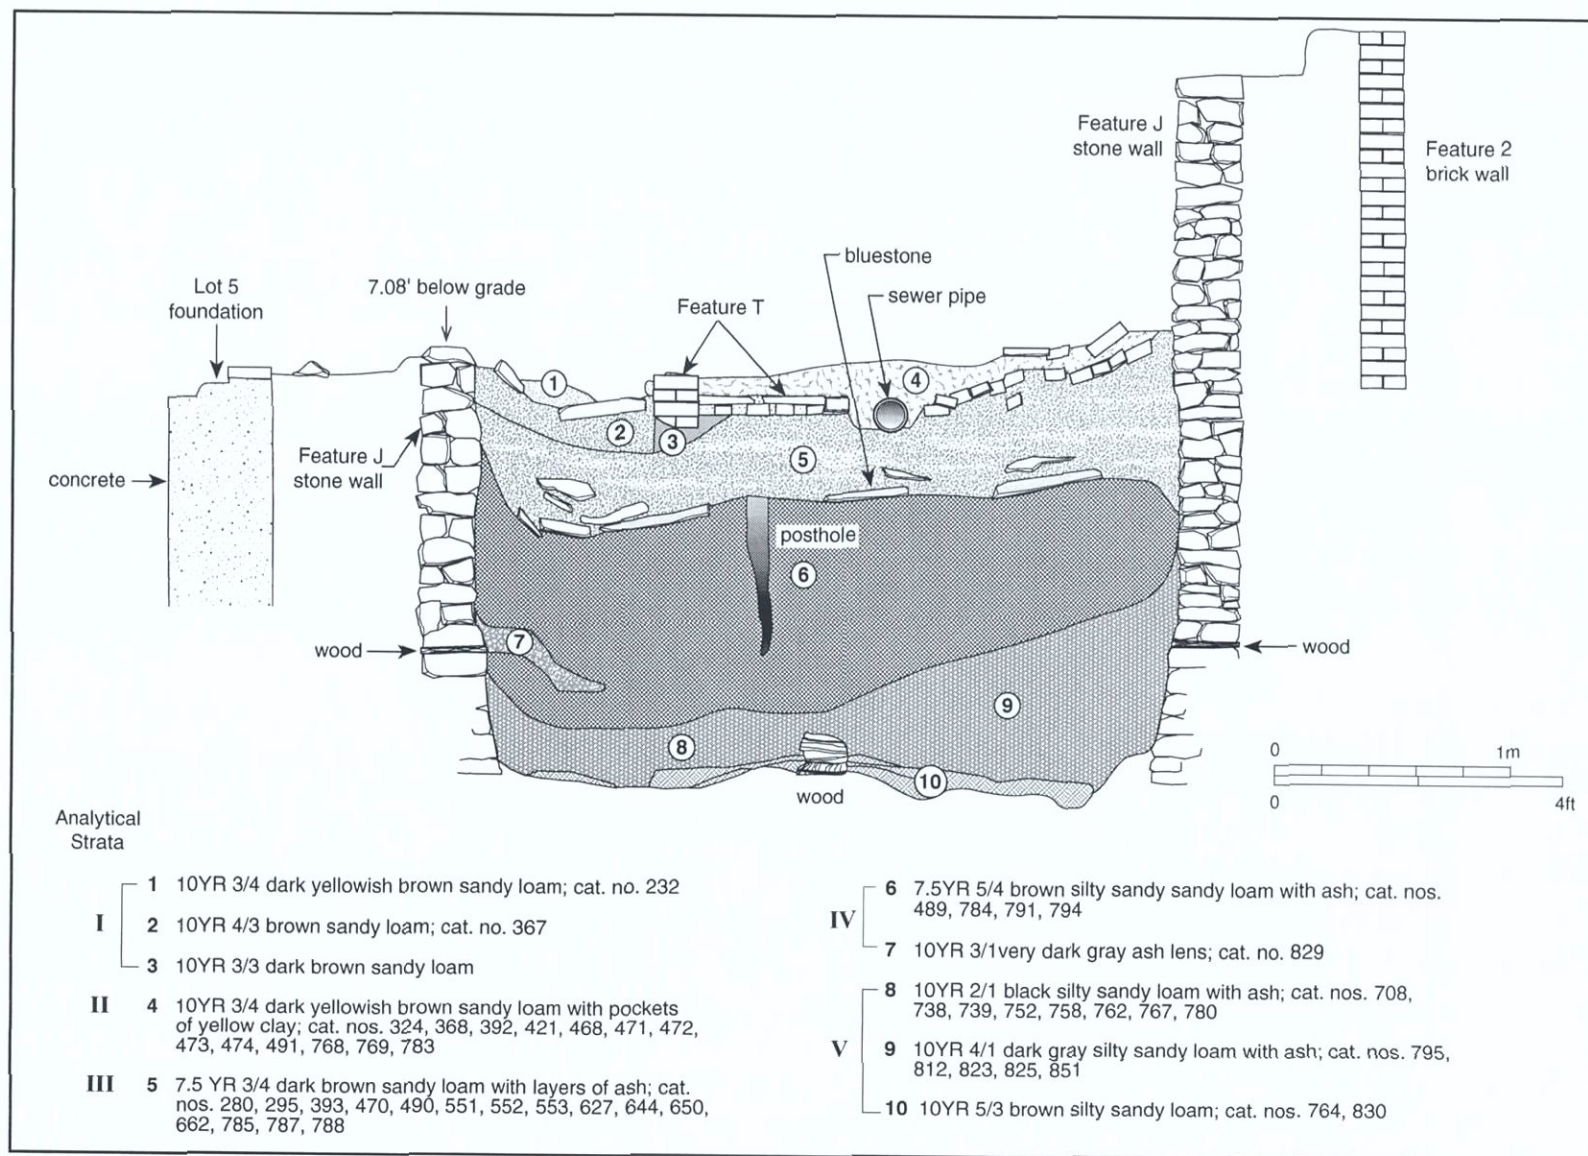 Feature J
stone wall
Feature 2
brick wall
bluestone
sewer pipe
Lot 5
foundation
7.08' below grade
Feature T
1
4
2
3
5
Feature J
stone wall
concrete
posthole
6
7
wood
wood
9
8
10
wood
0 1m
0 4ft
Analytical
Strata
I
1 10YR 3/4 dark yellowish brown sandy loam; cat. no. 232
2 10YR 4/3 brown sandy loam; cat. no. 367
3 10YR 3/3 dark brown sandy loam
II 4 10YR 3/4 dark yellowish brown sandy loam with pockets
of yellow clay; cat. nos. 324, 368, 392, 421, 468, 471, 472,
473, 474, 491, 768, 769, 783
III 5 7.5 YR 3/4 dark brown sandy loam with layers of ash; cat.
nos. 280, 295, 393, 470, 490, 551, 552, 553, 627, 644, 650,
662, 785, 787, 788
IV
6 7.5YR 5/4 brown silty sandy sandy loam with ash; cat. nos.
489, 784, 791, 794
7 10YR 3/1very dark gray ash lens; cat. no. 829
V
8 10YR 2/1 black silty sandy loam with ash; cat. nos. 708,
738, 739, 752, 758, 762, 767, 780
9 10YR 4/1 dark gray silty sandy loam with ash; cat. nos. 795,
812, 823, 825, 851
10 10YR 5/3 brown silty sandy loam; cat. nos. 764, 830